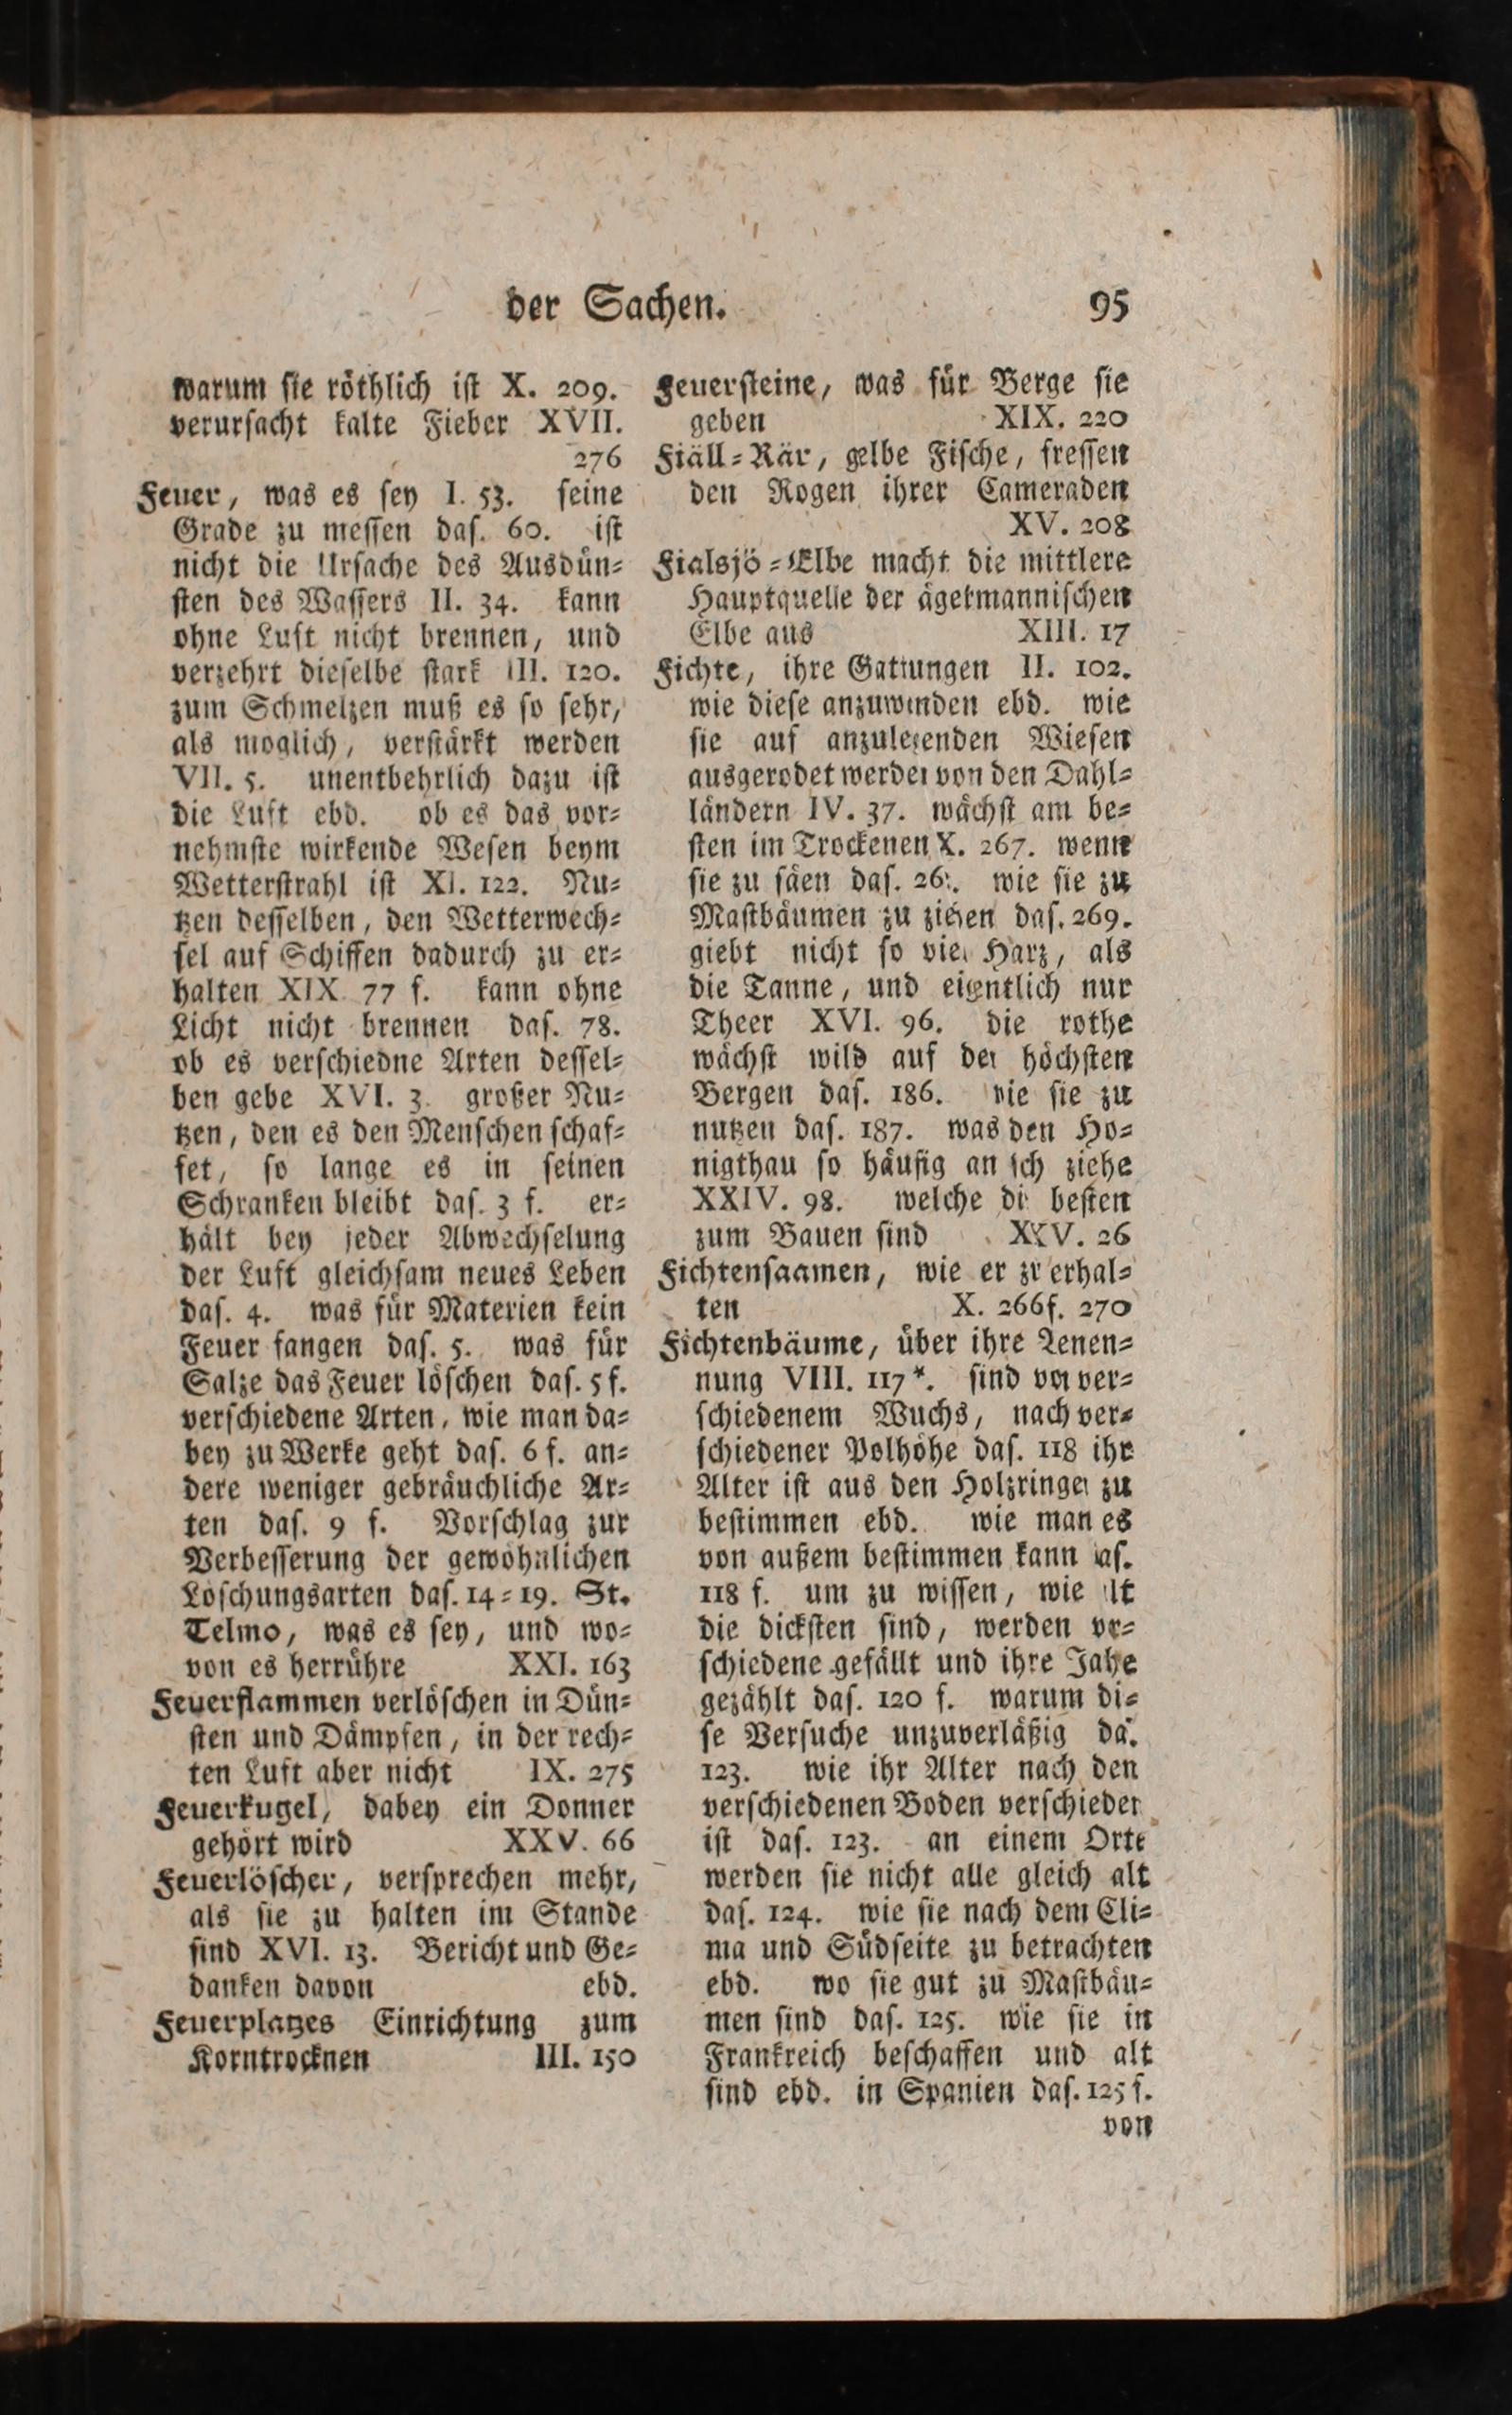 der Sachen. 95
warum ſie röthlich iſt X. 209.
verurſacht kalte Fieber XVII.
276
Feuer, was es ſey I. 53. ſeine
Grade zu meſſen daſ. 60. iſt
nicht die Urſache des Ausdün⸗
ſten des Waſſers II. 34. kann
ohne Luft nicht brennen, und
verzehrt dieſelbe ſtark III. 120.
zum Schmelzen muß es ſo ſehr,
als moglich, verſtärkt werden
VII. 5. unentbehrlich dazu iſt
die Luft ebd. ob es das vor⸗
nehmſte wirkende Weſen beym
Wetterſtrahl iſt XI. 122. Nu⸗
tzen deſſelben, den Wetterwech⸗
ſel auf Schiffen dadurch zu er⸗
halten XIX 77 f. kann ohne
Licht nicht brennen daſ. 78.
ob es verſchiedne Arten deſſel⸗
ben gebe XVI. 3. großer Nu⸗
tzen, den es den Menſchen ſchaf⸗
fet, ſo lange es in ſeinen
Schranken bleibt daſ. 3 f. er⸗
hält bey jeder Abwechſelung
der Luft gleichſam neues Leben
daſ. 4. was für Materien kein
Feuer fangen daſ. 5. was für
Salze das Feuer löſchen daſ. 5 f.
verſchiedene Arten, wie man da⸗
bey zu Werke geht daſ. 6 f. an⸗
dere weniger gebräuchliche Ar⸗
ten daſ. 9 f. Vorſchlag zur
Verbeſſerung der gewöhnlichen
Löſchungsarten daſ. 14⸗19. St.
Telmo, was es ſey, und wo⸗
von es herrühre XXI. 163
Feuerflammen verlöſchen in Dün⸗
ſten und Dämpfen, in der rech⸗
ten Luft aber nicht IX. 275
Feuerkugel, dabey ein Donner
gehört wird XXV. 66
Feuerlöſcher, verſprechen mehr,
als ſie zu halten im Stande
ſind XVI. 13. Bericht und Ge⸗
danken davon ebd.
Feuerplatzes Einrichtung zum
Korntrocknen III. 150
Feuerſteine, was für Berge ſie
geben XIX. 220
Fiäll⸗Rär, gelbe Fiſche, freſſen
den Rogen ihrer Cameraden
XV. 208
Fialsjö⸗Elbe macht die mittlere
Hauptquelle der ägermanniſchen
Elbe aus XIII. 17
Fichte, ihre Gattungen II. 102.
wie dieſe anzuwenden ebd. wie
ſie auf anzulegenden Wieſen
ausgerodet werden von den Dahl⸗
ländern IV. 37. wächſt am be⸗
ſten im Trockenen X. 267. wenn
ſie zu ſäen daſ. wie ſie zu
Maſtbäumen zu ziehen daſ. 269.
giebt nicht ſo viel Harz, als
die Tanne, und eigentlich nur
Theer XVI. 96. die rothe
wächſt wild auf den höchſten
Bergen daſ. 186. wie ſie zu
nutzen daſ. 187. was den Ho⸗
nigthau ſo häufig an ſich ziehe
XXIV. 98. welche die beſten
zum Bauen ſind XXV. 26
Fichtenſaamen, wie er zu erhal⸗
ten X. 266f. 270
Fichtenbäume, über ihre Benen⸗
nung VIII. 117*. ſind von ver⸗
ſchiedenem Wuchs, nach ver⸗
ſchiedener Polhöhe daſ. 118 ihr
Alter iſt aus den Holzringen zu
beſtimmen ebd. wie man es
von außem beſtimmen kann daſ.
118 f. um zu wiſſen, wie alt
die dickſten ſind, werden ver⸗
ſchiedene gefällt und ihre Jahre
gezählt daſ. 120 f. warum die⸗
ſe Verſuche unzuverläßig daſ.
123. wie ihr Alter nach den
verſchiedenen Boden verſchieden
iſt daſ. 123. an einem Orte
werden ſie nicht alle gleich alt
daſ. 124. wie ſie nach dem Cli⸗
ma und Südſeite zu betrachten
ebd. wo ſie gut zu Maſtbäu⸗
men ſind daſ. 125. wie ſie in
Frankreich beſchaffen und alt
ſind ebd. in Spanien daſ. 125 f.
von